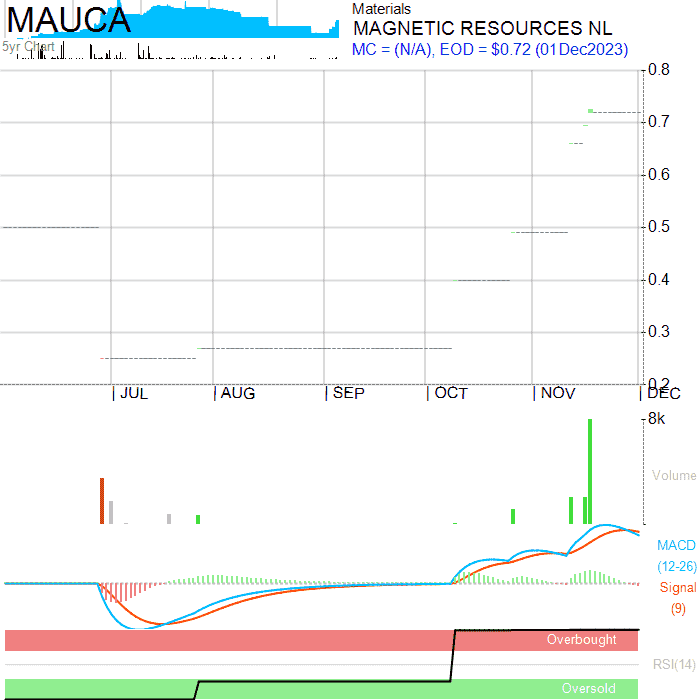 MAUCA
5yr Chart
Materials
MAGNETIC RESOURCES NL
MC = (N/A), EOD = $0.72 (01Dec2023)
0.8
0.7
0.6
0.5
0.4
0.3
0.2
JUL AUG SEP OCT NOV DEC
8k
Volume
MACD
(12-26)
Signal
(9)
Overbought
RSI(14)
Oversold